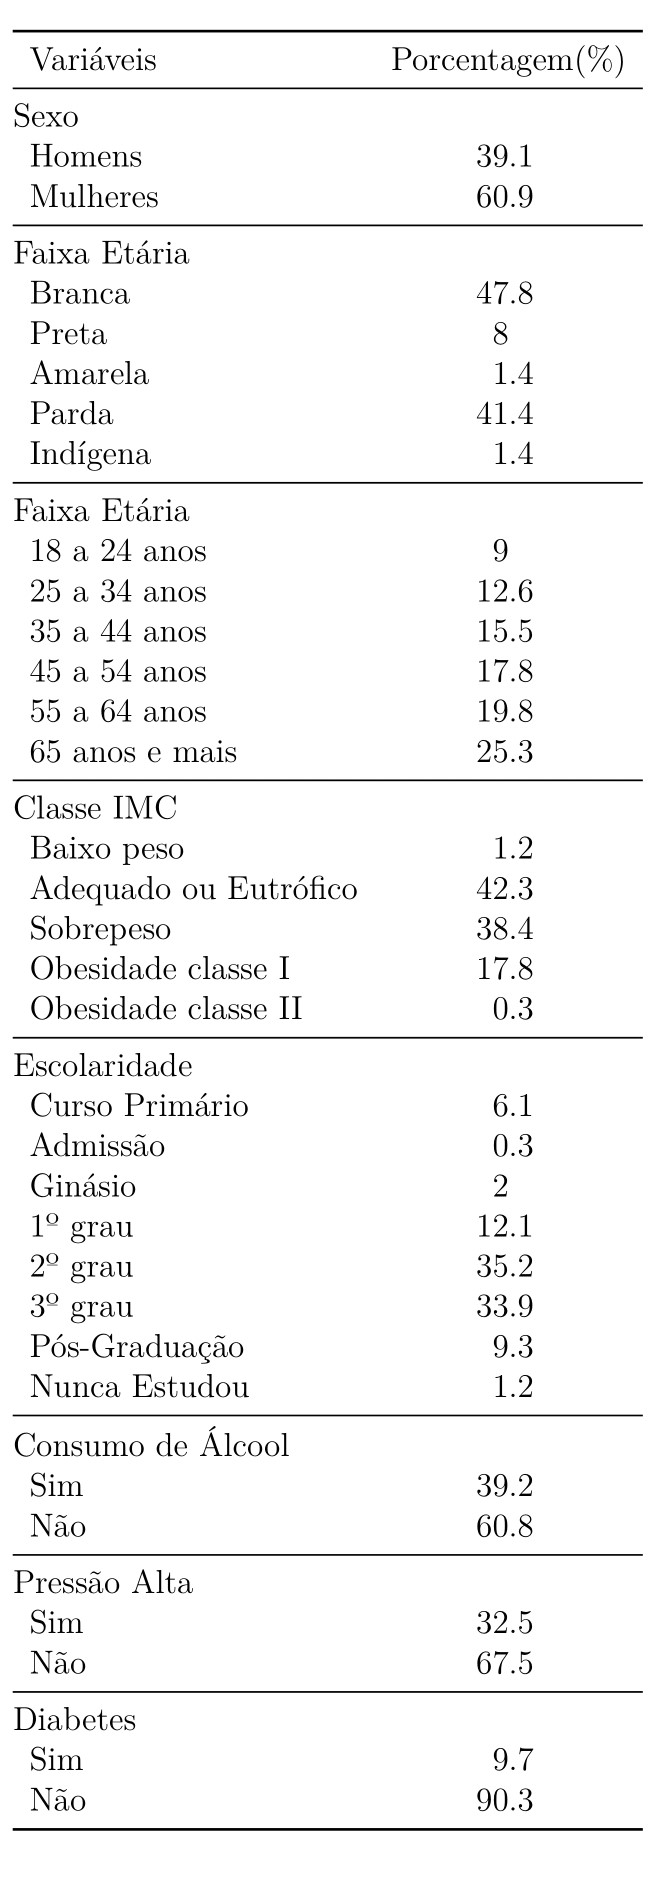 Variáveis Porcentagem(%)
Sexo
Homens 39.1
Mulheres 60.9
Faixa Etária
Branca 47.8
Preta 8
Amarela 1.4
Parda 41.4
Indígena 1.4
Faixa Etária
18 a 24 anos 9
25 a 34 anos 12.6
35 a 44 anos 15.5
45 a 54 anos 17.8
55 a 64 anos 19.8
65 anos e mais 25.3
Classe IMC
Baixo peso 1.2
Adequado ou Eutrófico 42.3
Sobrepeso 38.4
Obesidade classe I 17.8
Obesidade classe II 0.3
Escolaridade
Curso Primário 6.1
Admissão 0.3
Ginásio 2
1º grau 12.1
2º grau 35.2
3º grau 33.9
Pós-Graduação 9.3
Nunca Estudou 1.2
Consumo de Álcool
Sim 39.2
Não 60.8
Pressão Alta
Sim 32.5
Não 67.5
Diabetes
Sim 9.7
Não 90.3